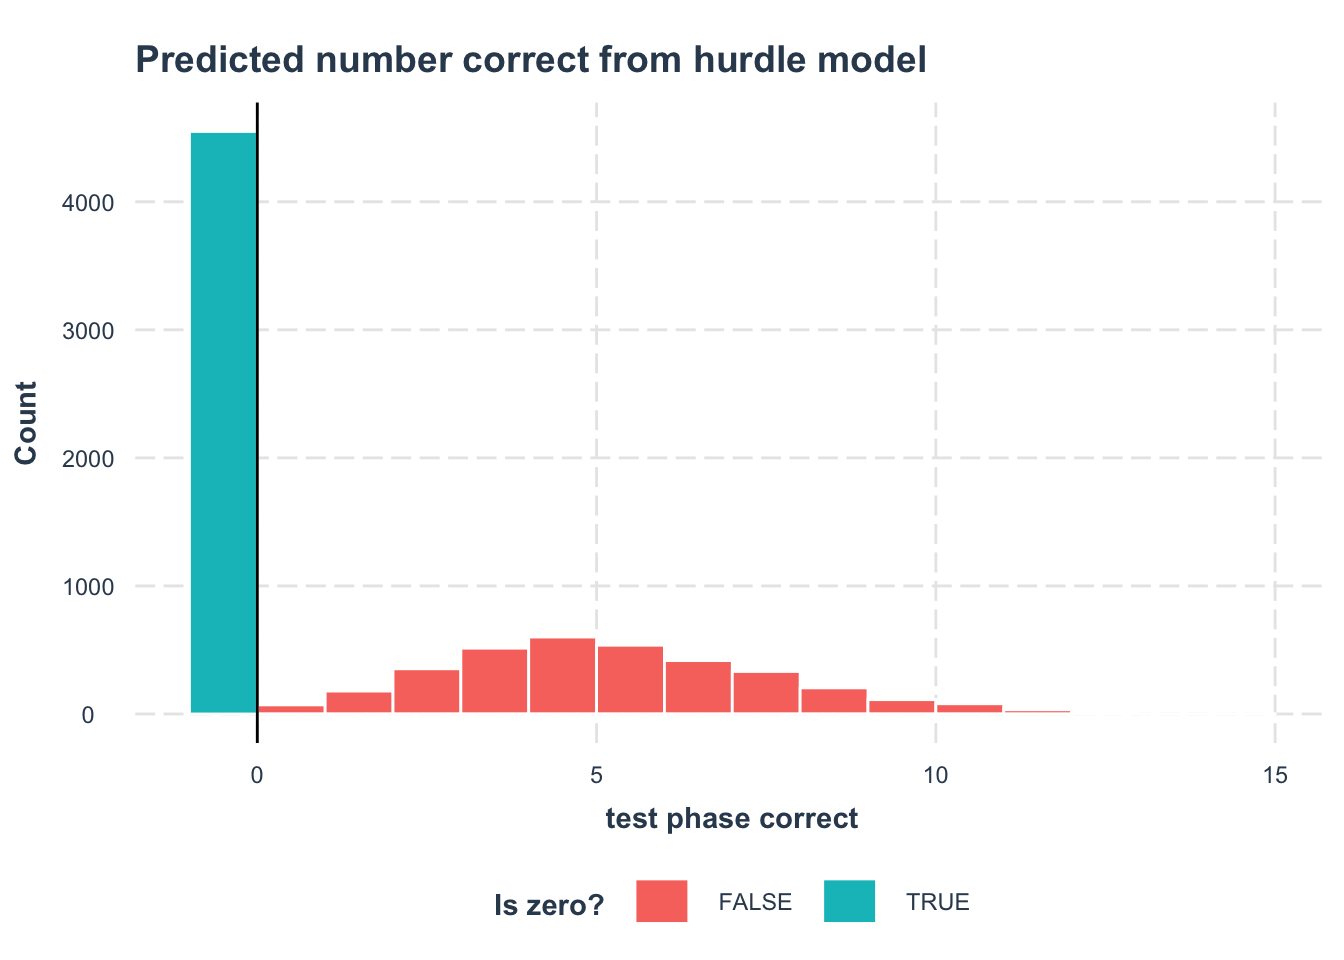 Predicted number correct from hurdle model
Count
4000
3000
2000
1000
0
0 5 10 15
test phase correct
Is zero? FALSE TRUE